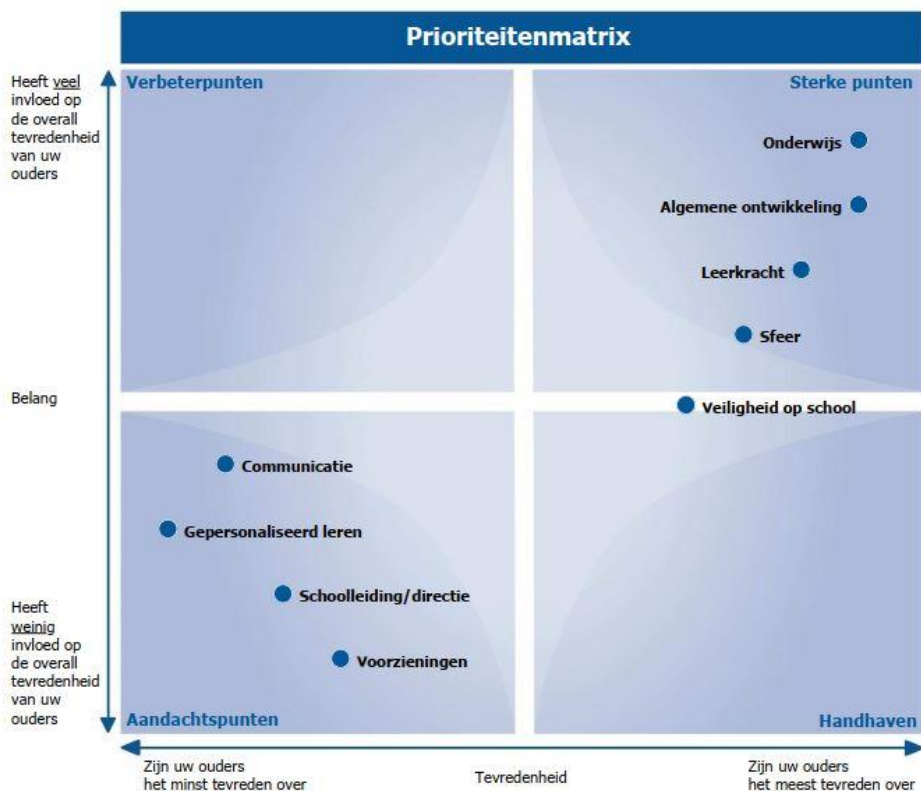 Prioriteitenmatrix
Heeft veel
invloed op
de overall
tevredenheid
van uw
ouders
Verbeterpunten
Sterke punten
Onderwijs
Algemene ontwikkeling
Leerkracht
Sfeer
Belang
Veiligheid op school
Communicatie
Gepersonaliseerd leren
Schoolleiding/directie
Voorzieningen
Heeft
weinig
invloed op
de overall
tevredenheid
van uw
ouders
Aandachtspunten
Handhaven
Zijn uw ouders
het minst tevreden over
Tevredenheid
Zijn uw ouders
het meest tevreden over